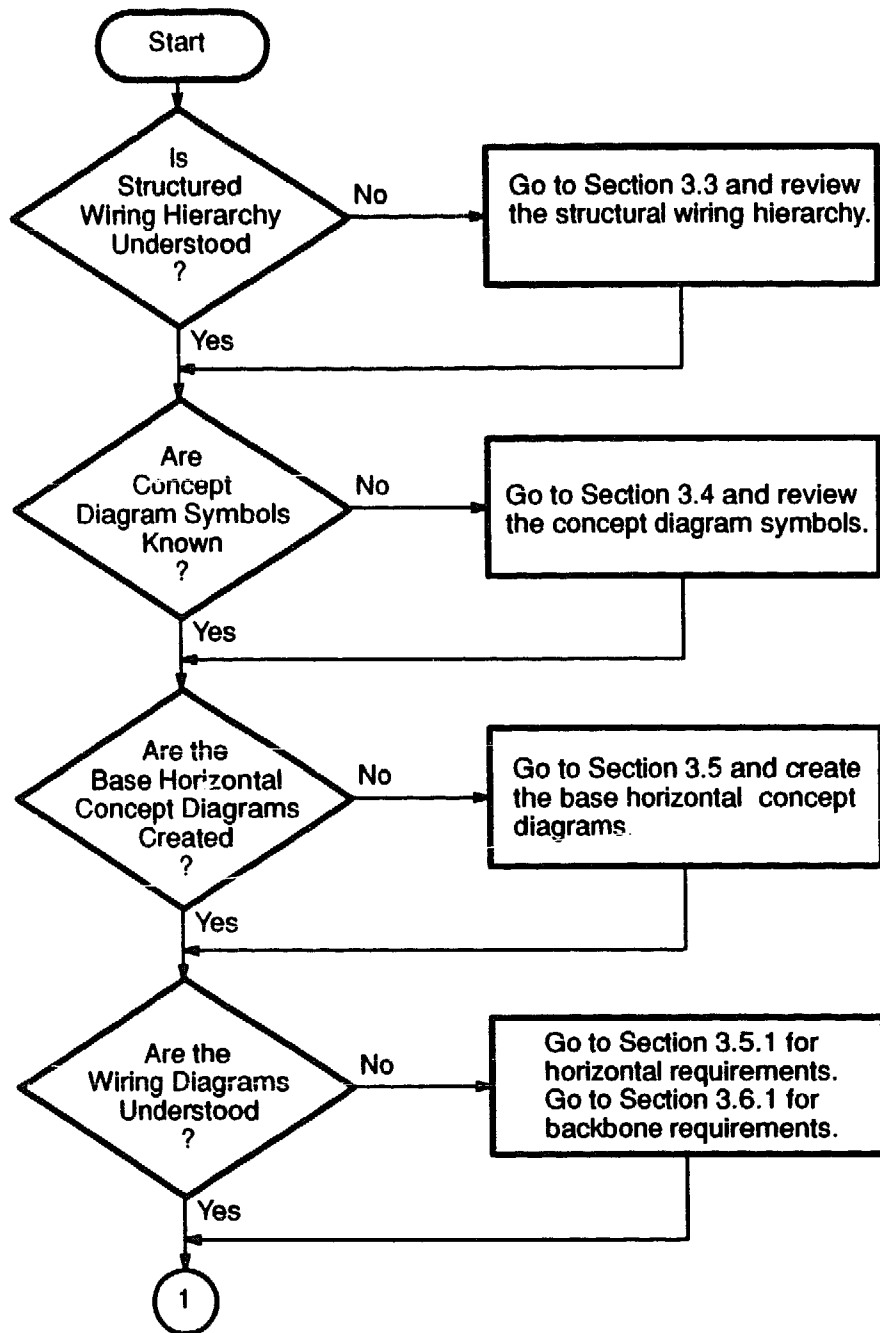 Start
Is
Structured
Wiring Hierarchy
Understood
?
No
Go to Section 3.3 and review
the structural wiring hierarchy.
Yes
Are
Concept
Diagram Symbols
Known
?
No
Go to Section 3.4 and review
the concept diagram symbols.
Yes
Are the
Base Horizontal
Concept Diagrams
Created
?
No
Go to Section 3.5 and create
the base horizontal concept
diagrams.
Yes
Are the
Wiring Diagrams
Understood
?
No
Go to Section 3.5.1 for
horizontal requirements.
Go to Section 3.6.1 for
backbone requirements.
Yes
1